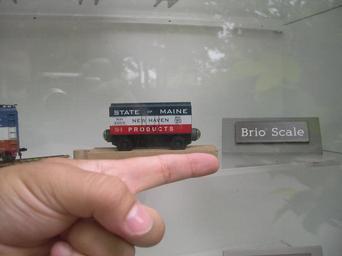 STATE OF MAINE
NEW HAVEN
PRODUCTS
Brio Scale